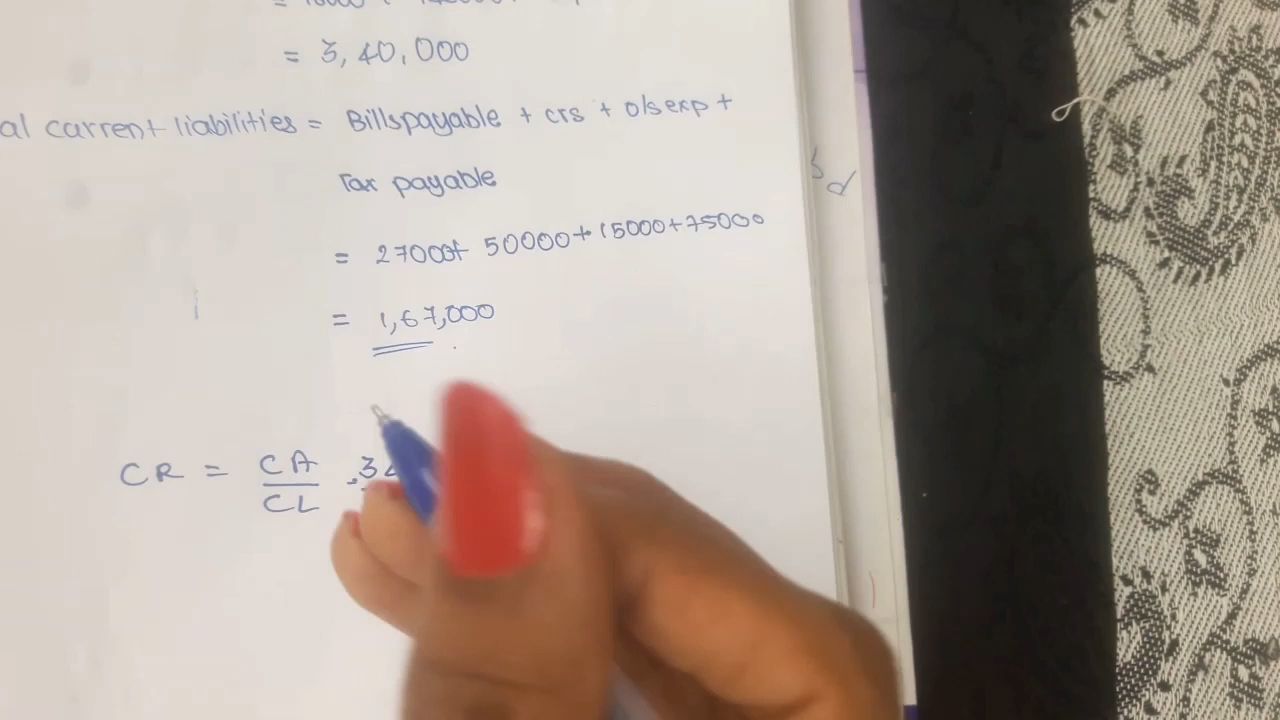 = 3,40,000
al current liabilities = Billspayable + crs + o/s exp +
Tax payable
= 27000+ 50000+15000+75000
= 1,67,000
CR = CA
CL